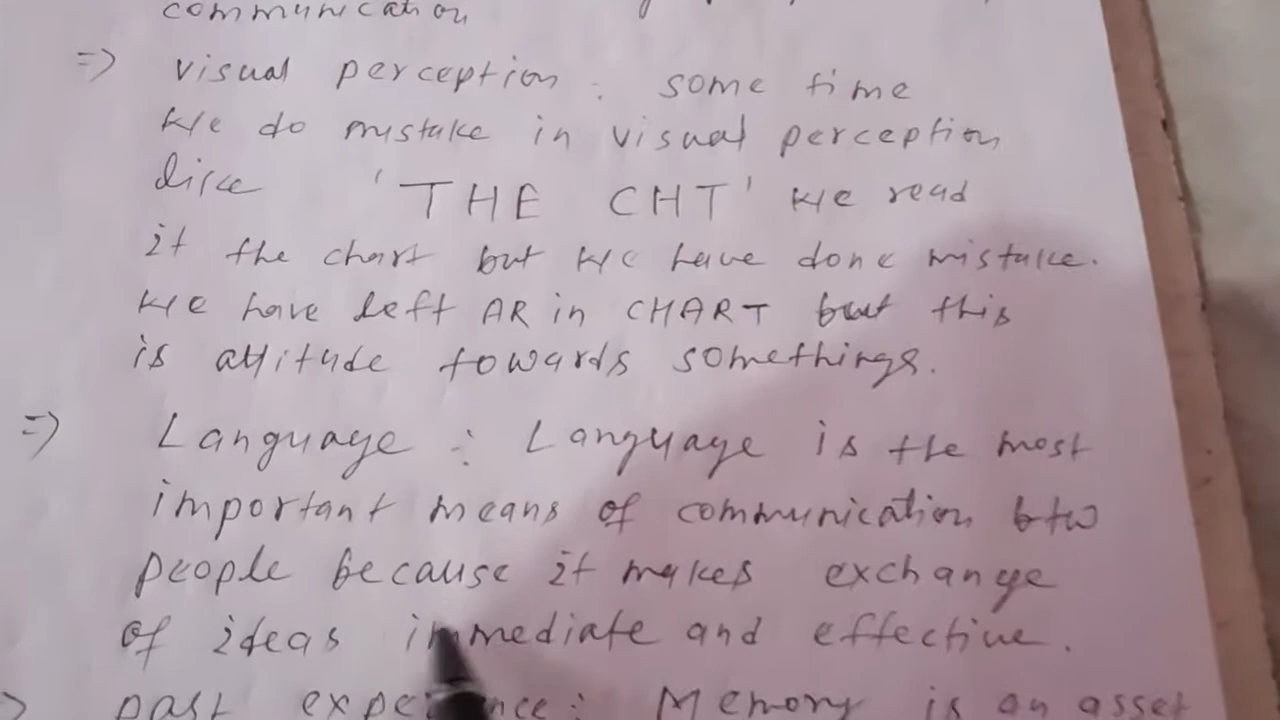 communication
=> visual perception : some time
we do mistake in visual perception
like 'THE CHT' we read
it the chart but we have done mistake.
we have left AR in CHART but this
is attitude towards somethings.
=> Language : Language is the most
important means of communication btw
people because it makes exchange
of ideas immediate and effective.
> past experience : Memory is an asset